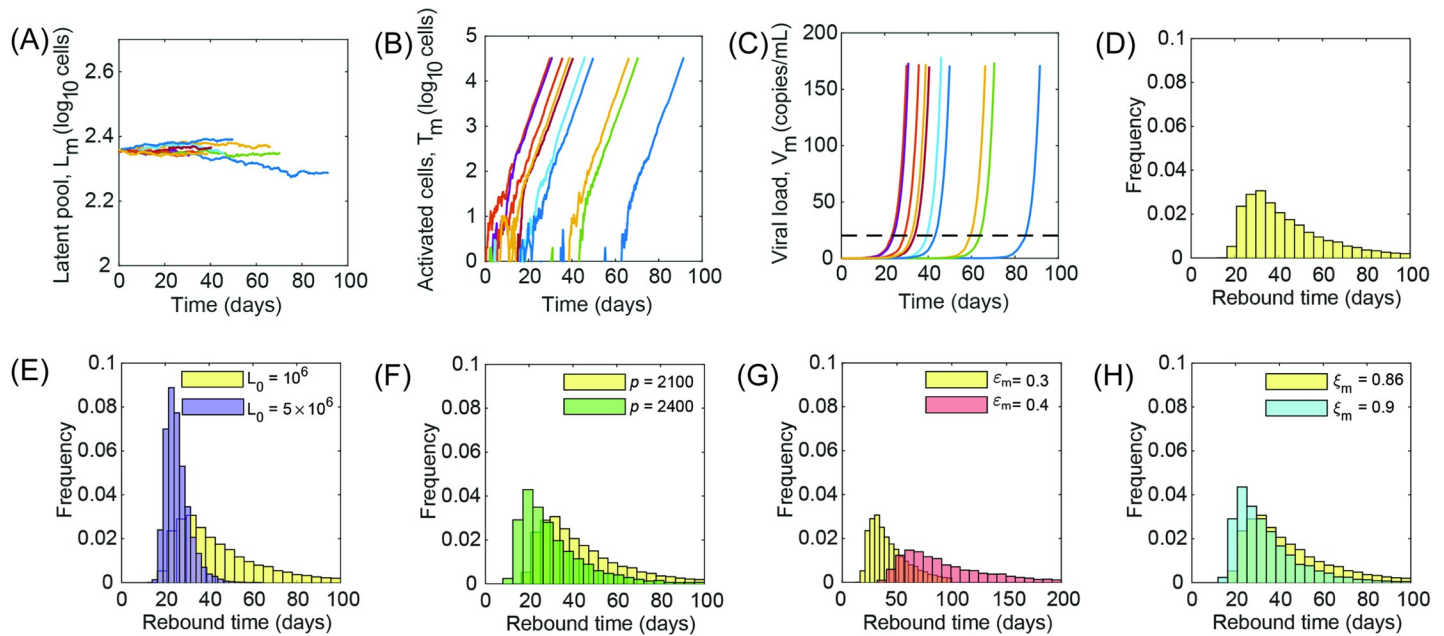 (A)
Latent pool, L_m (log_10 cells)
2.6
2.4
2.2
2
0 20 40 60 80 100
Time (days)
(B)
Activated cells, T_m (log_10 cells)
5
4
3
2
1
0
0 20 40 60 80 100
Time (days)
(C)
Viral load, V_m (copies/mL)
200
150
100
50
0
0 20 40 60 80 100
Time (days)
(D)
Frequency
0.1
0.08
0.06
0.04
0.02
0
0 20 40 60 80 100
Rebound time (days)
(E)
Frequency
0.1
0.08
0.06
0.04
0.02
0
L_0 = 10^6
L_0 = 5×10^6
0 20 40 60 80 100
Rebound time (days)
(F)
Frequency
0.1
0.08
0.06
0.04
0.02
0
p = 2100
p = 2400
0 20 40 60 80 100
Rebound time (days)
(G)
Frequency
0.1
0.08
0.06
0.04
0.02
0
ε_m = 0.3
ε_m = 0.4
0 50 100 150 200
Rebound time (days)
(H)
Frequency
0.1
0.08
0.06
0.04
0.02
0
ξ_m = 0.86
ξ_m = 0.9
0 20 40 60 80 100
Rebound time (days)